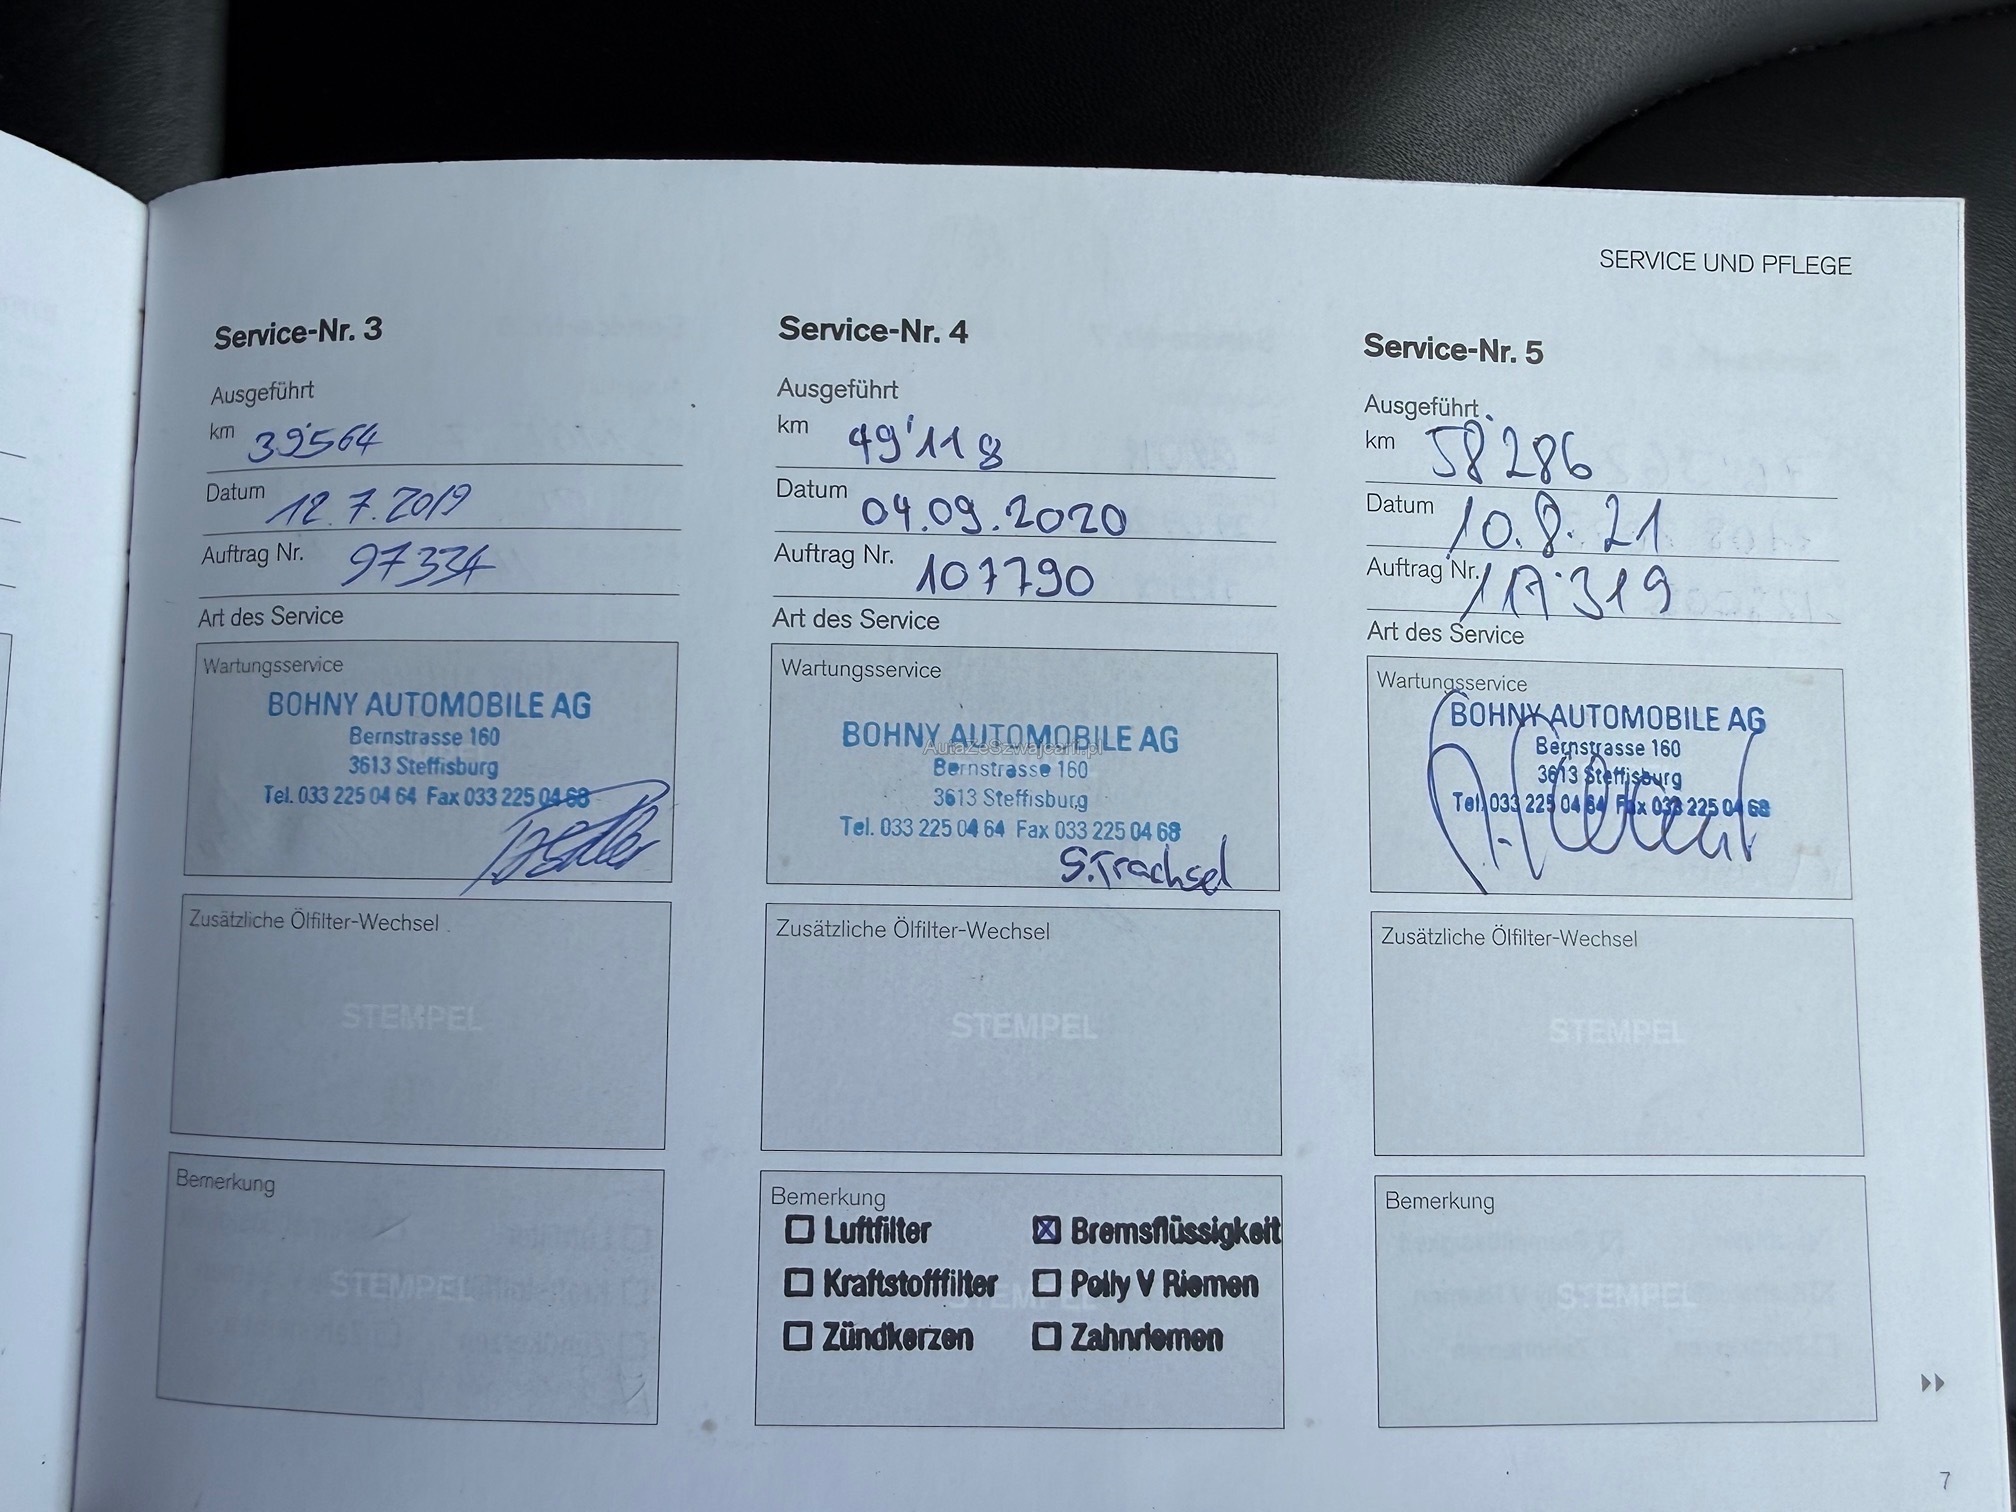 SERVICE UND PFLEGE
Service-Nr. 3
Ausgeführt
km 39'564
Datum 12.7.2019
Auftrag Nr. 97334
Art des Service
Wartungsservice
BOHNY AUTOMOBILE AG
Bernstrasse 160
3613 Steffisburg
Tel. 033 225 04 64 Fax 033 225 04 68
Zusätzliche Ölfilter-Wechsel
STEMPEL
Bemerkung
STEMPEL
Service-Nr. 4
Ausgeführt
km 49'118
Datum 04.09.2020
Auftrag Nr. 107790
Art des Service
Wartungsservice
BOHNY AUTOMOBILE AG
AutaZeSzwajcarii.pl
Bernstrasse 160
3613 Steffisburg
Tel. 033 225 04 64 Fax 033 225 04 68
S.Trachsel
Zusätzliche Ölfilter-Wechsel
STEMPEL
Bemerkung
☐ Luftfilter ☒ Bremsflüssigkeit
☐ Kraftstofffilter ☐ Polly V Riemen
☐ Zündkerzen ☐ Zahnriemen
STEMPEL
Service-Nr. 5
Ausgeführt
km 58'286
Datum 10.8.21
Auftrag Nr. 117'319
Art des Service
Wartungsservice
BOHNY AUTOMOBILE AG
Bernstrasse 160
3613 Steffisburg
Tel. 033 225 04 64 Fax 033 225 04 68
Zusätzliche Ölfilter-Wechsel
STEMPEL
Bemerkung
STEMPEL
7